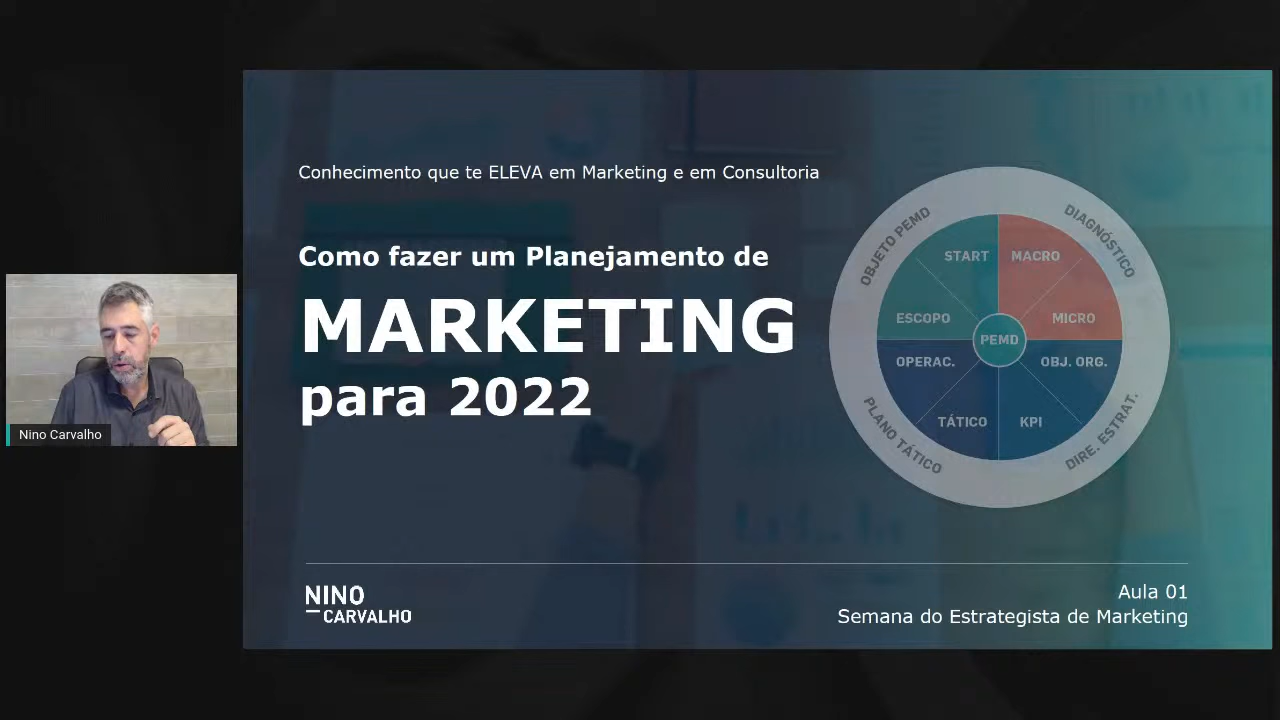 Conhecimento que te ELEVA em Marketing e em Consultoria
Como fazer um Planejamento de
MARKETING
para 2022
OBJETO PEMD
DIAGNÓSTICO
START
MACRO
ESCOPO
MICRO
PEMD
OPERAC.
OBJ. ORG.
TÁTICO
KPI
PLANO TÁTICO
DIRE. ESTRAT.
Nino Carvalho
NINO
CARVALHO
Aula 01
Semana do Estrategista de Marketing